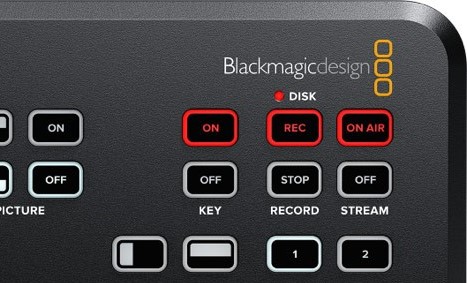 Blackmagicdesign
DISK
ON ON REC ON AIR
OFF OFF STOP OFF
PICTURE KEY RECORD STREAM
1 2